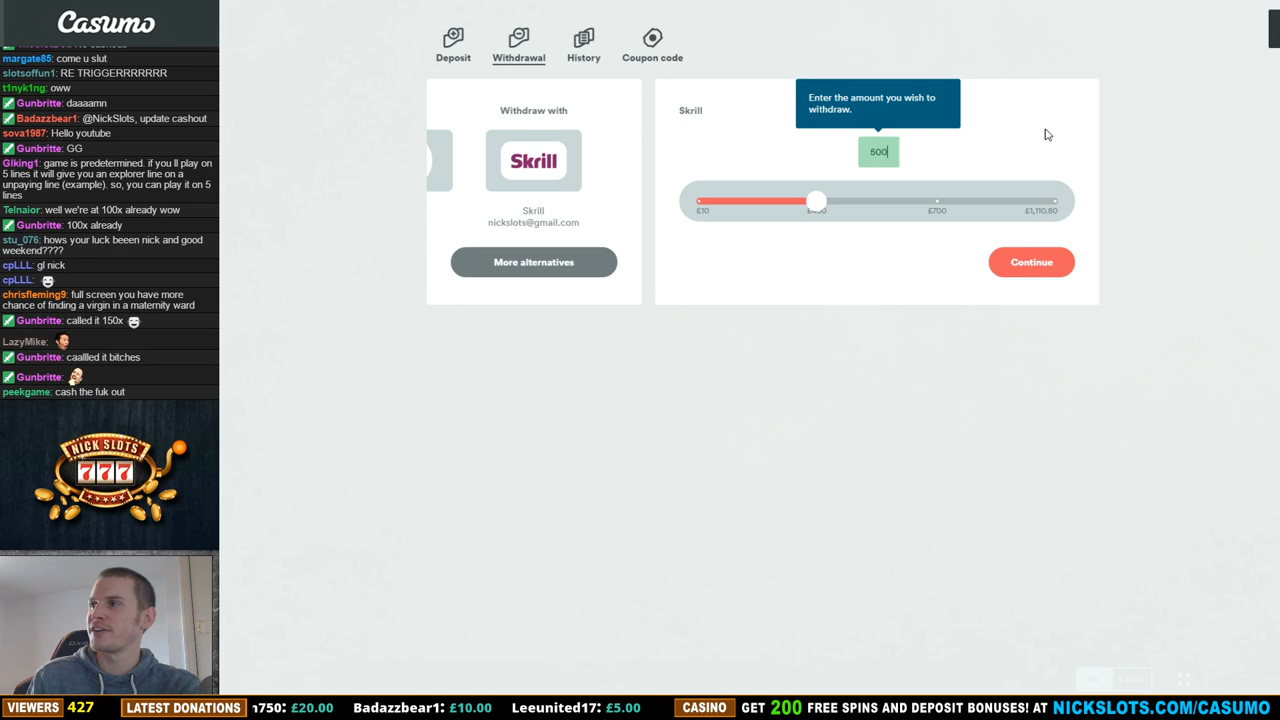 Casumo
margate85: come u slut
slotsoffun1: RE TRIGGERRRRRRR
t1nyk1ng: oww
Gunbritte: daaaamn
Badazzbear1: @NickSlots, update cashout
sova1987: Hello youtube
Gunbritte: GG
Glking1: game is predetermined. if you ll play on
5 lines it will give you an explorer line on a
unpaying line (example). so, you can play it on 5
lines
Telnaior: well we're at 100x already wow
Gunbritte: 100x already
stu_076: hows your luck beeen nick and good
weekend????
cpLLL: gl nick
cpLLL:
chrisfleming9: full screen you have more
chance of finding a virgin in a maternity ward
Gunbritte: called it 150x
LazyMike:
Gunbritte: caallled it bitches
Gunbritte:
peekgame: cash the fuk out
NICK SLOTS
777
Deposit
Withdrawal
History
Coupon code
Withdraw with
Skrill
Skrill
nickslots@gmail.com
More alternatives
Skrill
Enter the amount you wish to
withdraw.
500
£10
£700
£1,110.80
Continue
VIEWERS 427
LATEST DONATIONS
n750: £20.00 Badazzbear1: £10.00 Leeunited17: £5.00
CASINO
GET 200 FREE SPINS AND DEPOSIT BONUSES! AT NICKSLOTS.COM/CASUMO